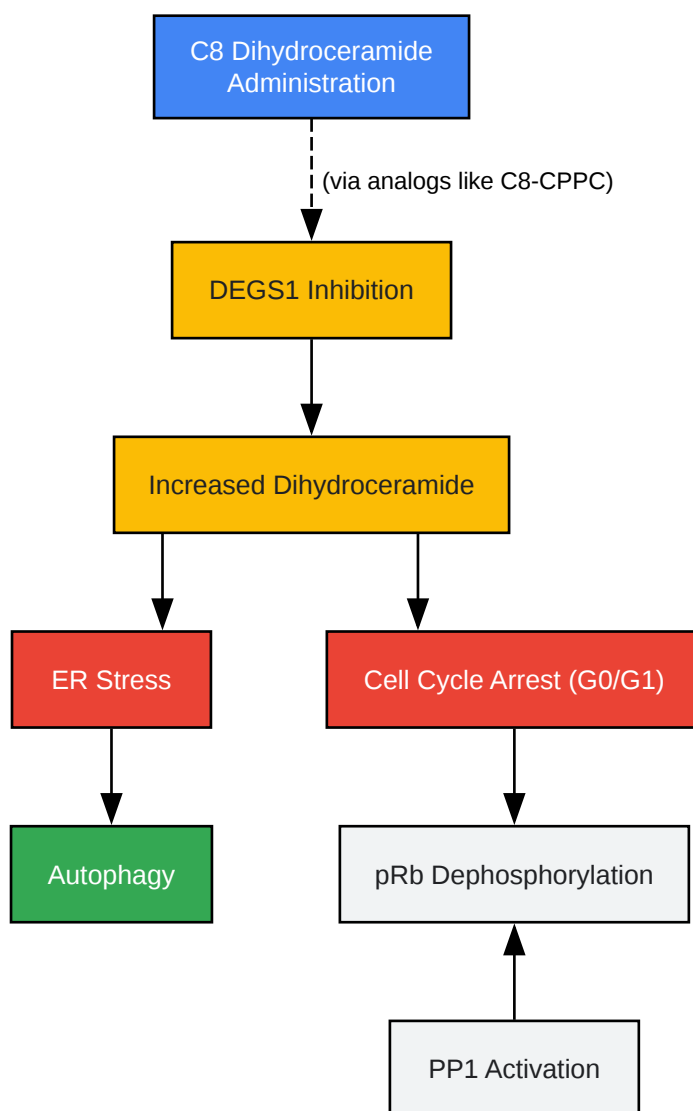 C8 Dihydroceramide
Administration
(via analogs like C8-CPPC)
DEGS1 Inhibition
Increased Dihydroceramide
ER Stress
Cell Cycle Arrest (G0/G1)
Autophagy
pRb Dephosphorylation
PP1 Activation